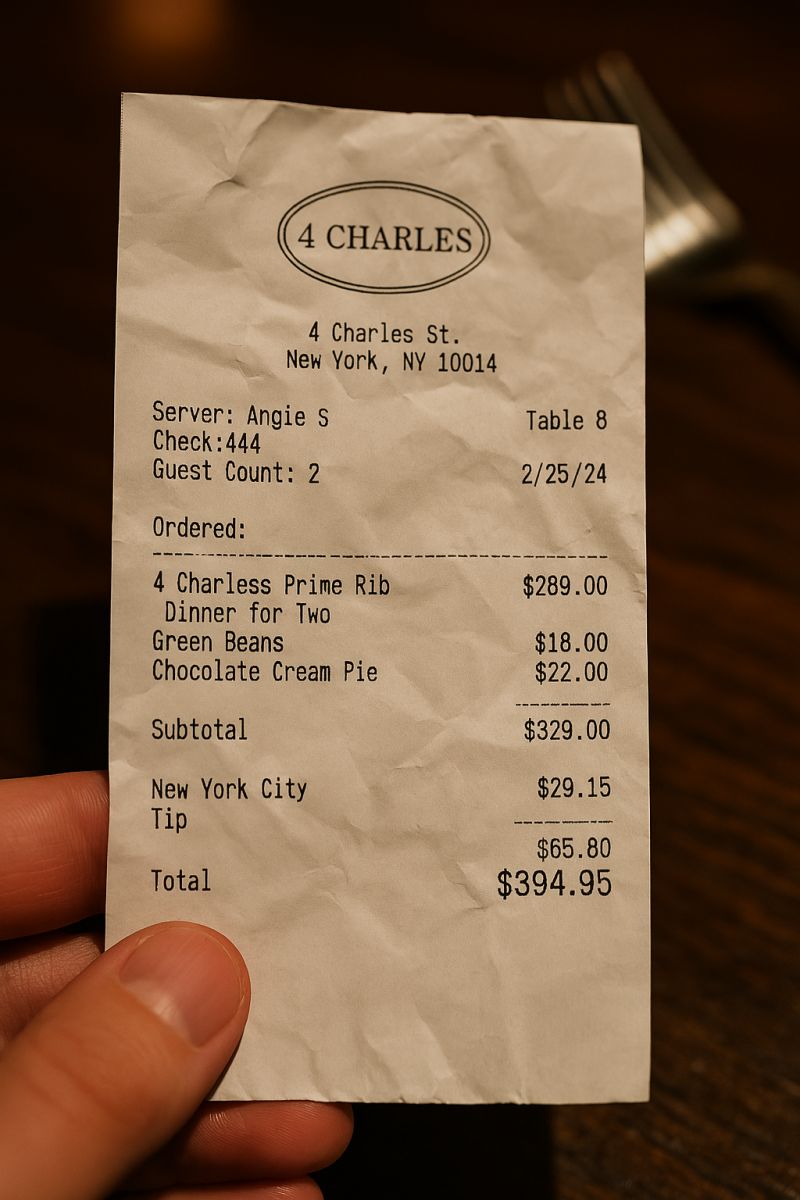 4 CHARLES
4 Charles St.
New York, NY 10014
Server: Angie S Table 8
Check:444
Guest Count: 2 2/25/24
Ordered:
4 Charless Prime Rib $289.00
Dinner for Two
Green Beans $18.00
Chocolate Cream Pie $22.00
Subtotal $329.00
New York City $29.15
Tip
$65.80
Total $394.95